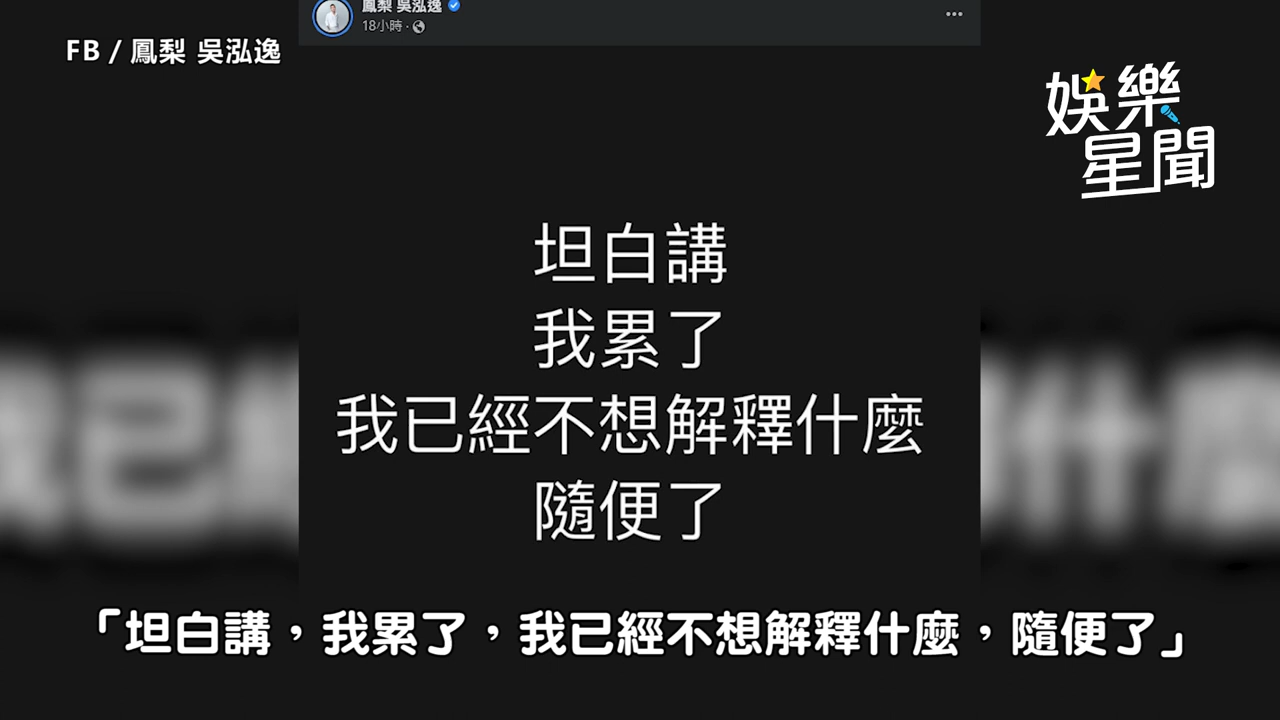 FB / 鳳梨 吳泓逸
鳳梨 吳泓逸
18小時 ·
娛樂
星聞
坦白講
我累了
我已經不想解釋什麼
隨便了
「坦白講，我累了，我已經不想解釋什麼，隨便了」